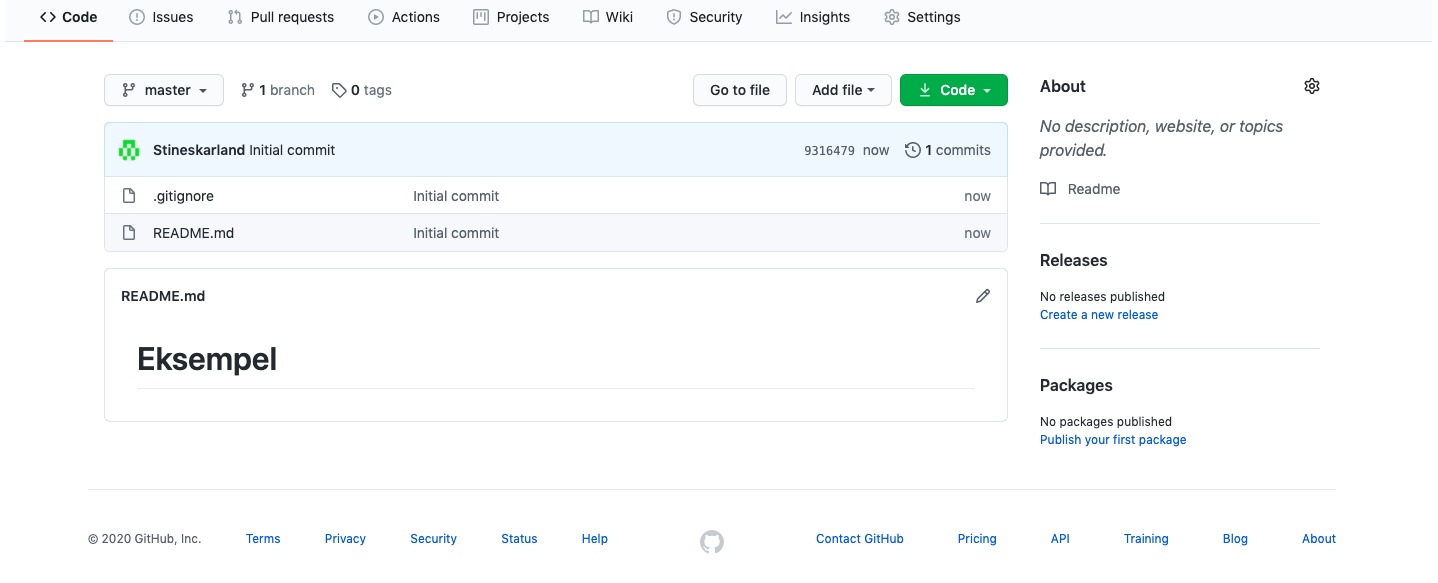 Code Issues Pull requests Actions Projects Wiki Security Insights Settings
master 1 branch 0 tags Go to file Add file Code
Stineskarland Initial commit 9316479 now 1 commits
.gitignore Initial commit now
README.md Initial commit now
README.md
Eksempel
About
No description, website, or topics
provided.
Readme
Releases
No releases published
Create a new release
Packages
No packages published
Publish your first package
© 2020 GitHub, Inc. Terms Privacy Security Status Help Contact GitHub Pricing API Training Blog About